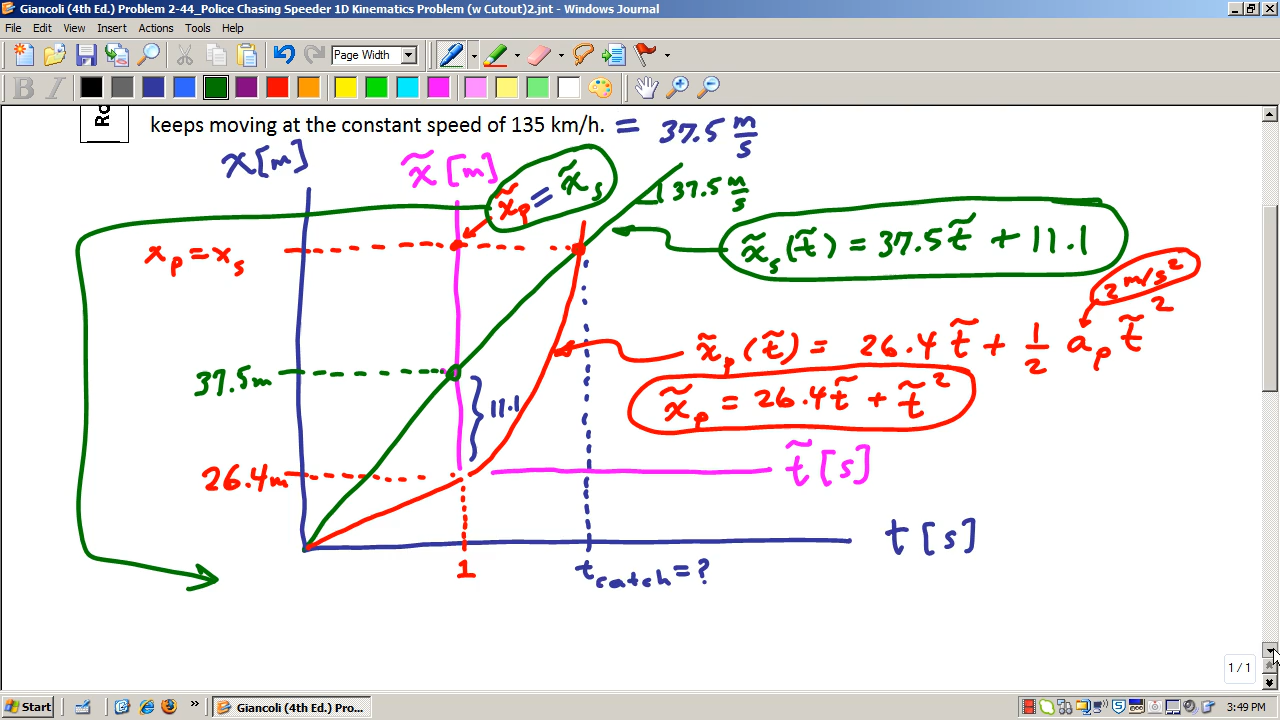 Giancoli (4th Ed.) Problem 2-44_Police Chasing Speeder 1D Kinematics Problem (w Cutout)2.jnt - Windows Journal
File Edit View Insert Actions Tools Help
Page Width
B I
Ro
keeps moving at the constant speed of 135 km/h. = 37.5 m/s
x[m]
x̃[m]
x̃p = x̃s
37.5 m/s
x̃s(t̃) = 37.5t̃ + 11.1
xp = xs
2 m/s²
x̃p(t̃) = 26.4t̃ + 1/2 ap t̃²
37.5m
11.1
x̃p = 26.4t̃ + t̃²
26.4m
t̃[s]
t[s]
1
tcatch = ?
1 / 1
Start
»
Giancoli (4th Ed.) Pro...
3:49 PM